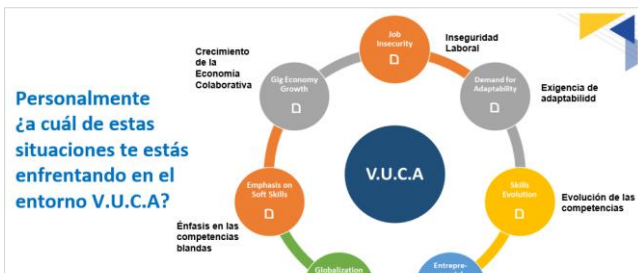 Personalmente
¿a cuál de estas
situaciones te estás
enfrentando en el
entorno V.U.C.A?
Job
Insecurity
Inseguridad
Laboral
Crecimiento
de la
Economía
Colaborativa
Gig Economy
Growth
Demand for
Adaptability
Exigencia de
adaptabilidd
V.U.C.A
Emphasis on
Soft Skills
Énfasis en las
competencias
blandas
Skills
Evolution
Evolución de las
competencias
Globalization
Entrepre-